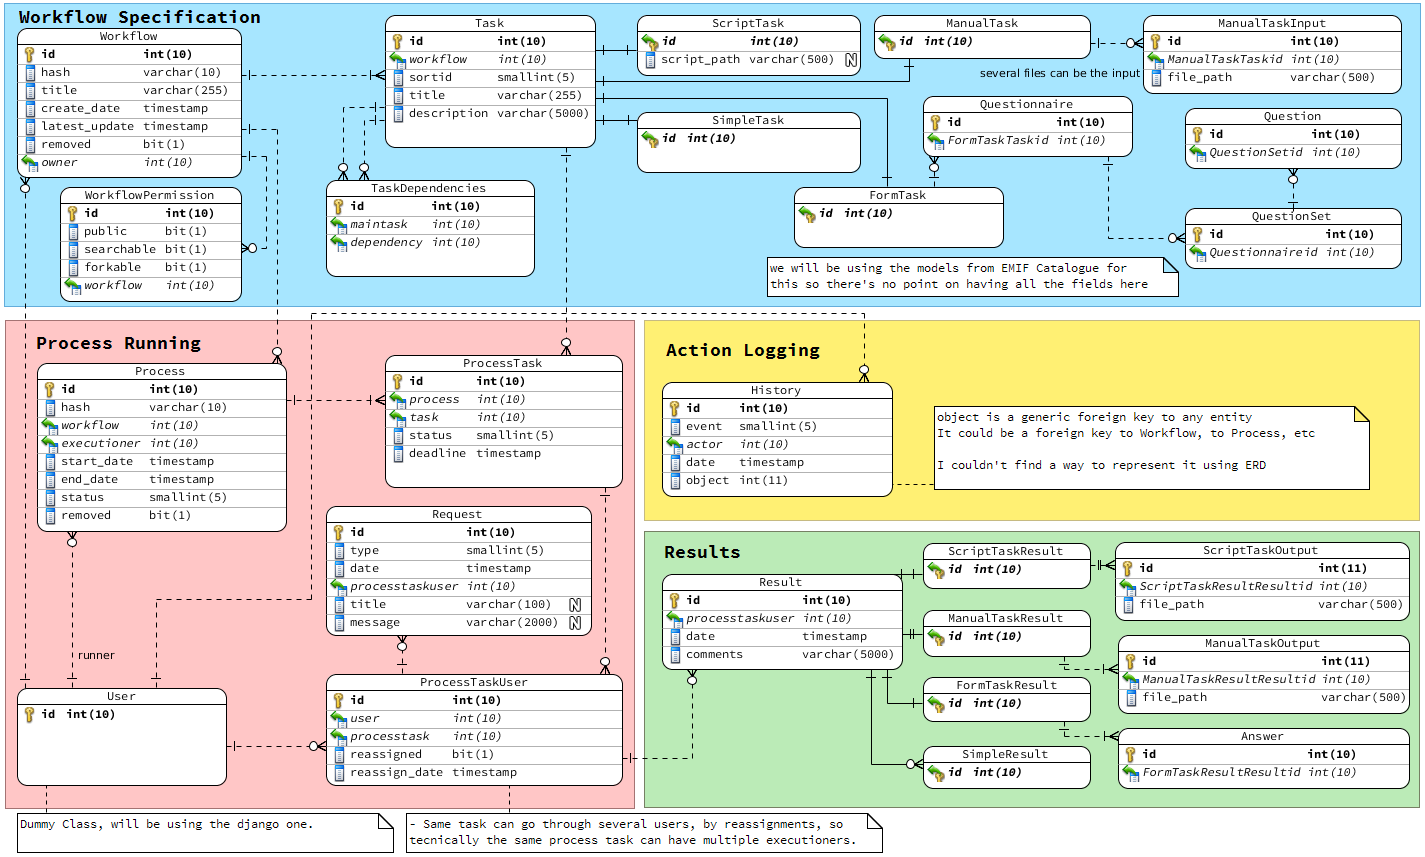 Workflow Specification
Workflow
id int(10)
hash varchar(10)
title varchar(255)
create_date timestamp
latest_update timestamp
removed bit(1)
owner int(10)
WorkflowPermission
id int(10)
public bit(1)
searchable bit(1)
forkable bit(1)
workflow int(10)
Task
id int(10)
workflow int(10)
sortid smallint(5)
title varchar(255)
description varchar(5000)
TaskDependencies
id int(10)
maintask int(10)
dependency int(10)
ScriptTask
id int(10)
script_path varchar(500) N
SimpleTask
id int(10)
ManualTask
id int(10)
ManualTaskInput
id int(10)
ManualTaskTaskid int(10)
file_path varchar(500)
several files can be the input
Questionnaire
id int(10)
FormTaskTaskid int(10)
Question
id int(10)
QuestionSetid int(10)
FormTask
id int(10)
QuestionSet
id int(10)
Questionnaireid int(10)
we will be using the models from EMIF Catalogue for
this so there's no point on having all the fields here
Process Running
Process
id int(10)
hash varchar(10)
workflow int(10)
executioner int(10)
start_date timestamp
end_date timestamp
status smallint(5)
removed bit(1)
ProcessTask
id int(10)
process int(10)
task int(10)
status smallint(5)
deadline timestamp
Request
id int(10)
type smallint(5)
date timestamp
processtaskuser int(10)
title varchar(100) N
message varchar(2000) N
runner
User
id int(10)
ProcessTaskUser
id int(10)
user int(10)
processtask int(10)
reassigned bit(1)
reassign_date timestamp
Dummy Class, will be using the django one.
- Same task can go through several users, by reassignments, so
tecnically the same process task can have multiple executioners.
Action Logging
History
id int(10)
event smallint(5)
actor int(10)
date timestamp
object int(11)
object is a generic foreign key to any entity
It could be a foreign key to Workflow, to Process, etc
I couldn't find a way to represent it using ERD
Results
Result
id int(10)
processtaskuser int(10)
date timestamp
comments varchar(5000)
ScriptTaskResult
id int(10)
ScriptTaskOutput
id int(11)
ScriptTaskResultResultid int(10)
file_path varchar(500)
ManualTaskResult
id int(10)
ManualTaskOutput
id int(11)
ManualTaskResultResultid int(10)
file_path varchar(500)
FormTaskResult
id int(10)
Answer
id int(10)
FormTaskResultResultid int(10)
SimpleResult
id int(10)